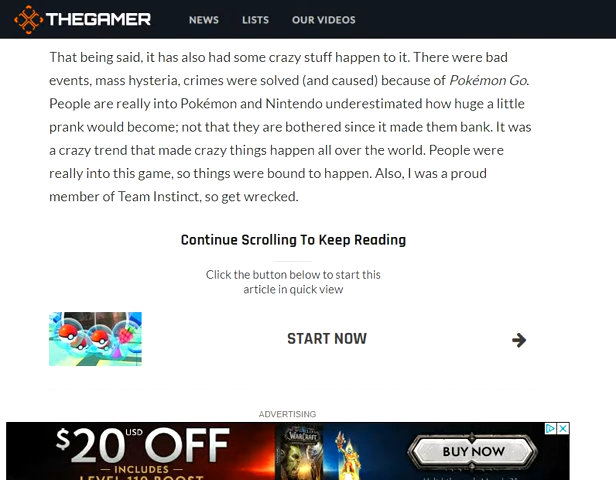 THEGAMER
NEWS LISTS OUR VIDEOS
That being said, it has also had some crazy stuff happen to it. There were bad
events, mass hysteria, crimes were solved (and caused) because of Pokémon Go.
People are really into Pokémon and Nintendo underestimated how huge a little
prank would become; not that they are bothered since it made them bank. It was
a crazy trend that made crazy things happen all over the world. People were
really into this game, so things were bound to happen. Also, I was a proud
member of Team Instinct, so get wrecked.
Continue Scrolling To Keep Reading
Click the button below to start this
article in quick view
START NOW
ADVERTISING
$20 USD OFF
INCLUDES
LEVEL 110 BOOST
WARCRAFT
BUY NOW